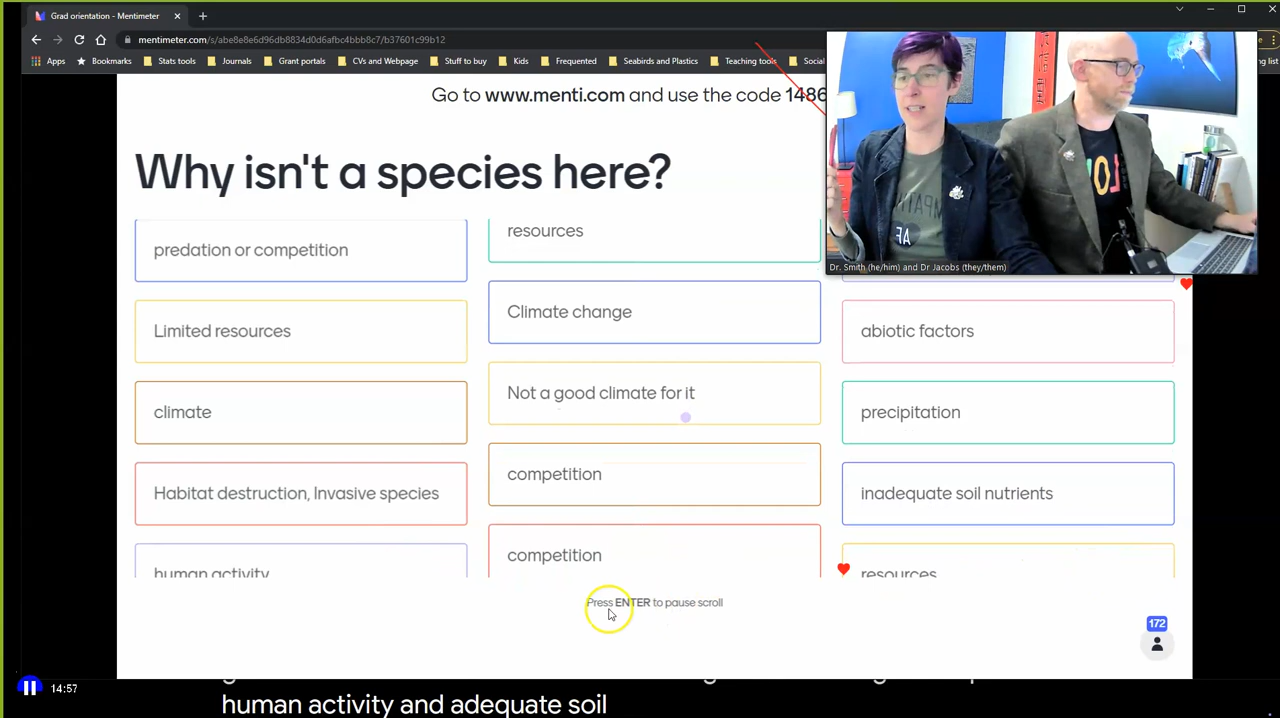 Grad orientation - Mentimeter
mentimeter.com/s/abe8e8e6d96db8834d0d6afbc4bbb8c7/b37601c99b12
Apps
Bookmarks
Stats tools
Journals
Grant portals
CVs and Webpage
Stuff to buy
Kids
Frequented
Seabirds and Plastics
Teaching tools
Social
Go to www.menti.com and use the code 1486
Why isn't a species here?
predation or competition
Limited resources
climate
Habitat destruction, Invasive species
human activity
resources
Climate change
Not a good climate for it
competition
competition
abiotic factors
precipitation
inadequate soil nutrients
resources
Dr. Smith (he/him) and Dr Jacobs (they/them)
AF
Press ENTER to pause scroll
172
14:57
human activity and adequate soil